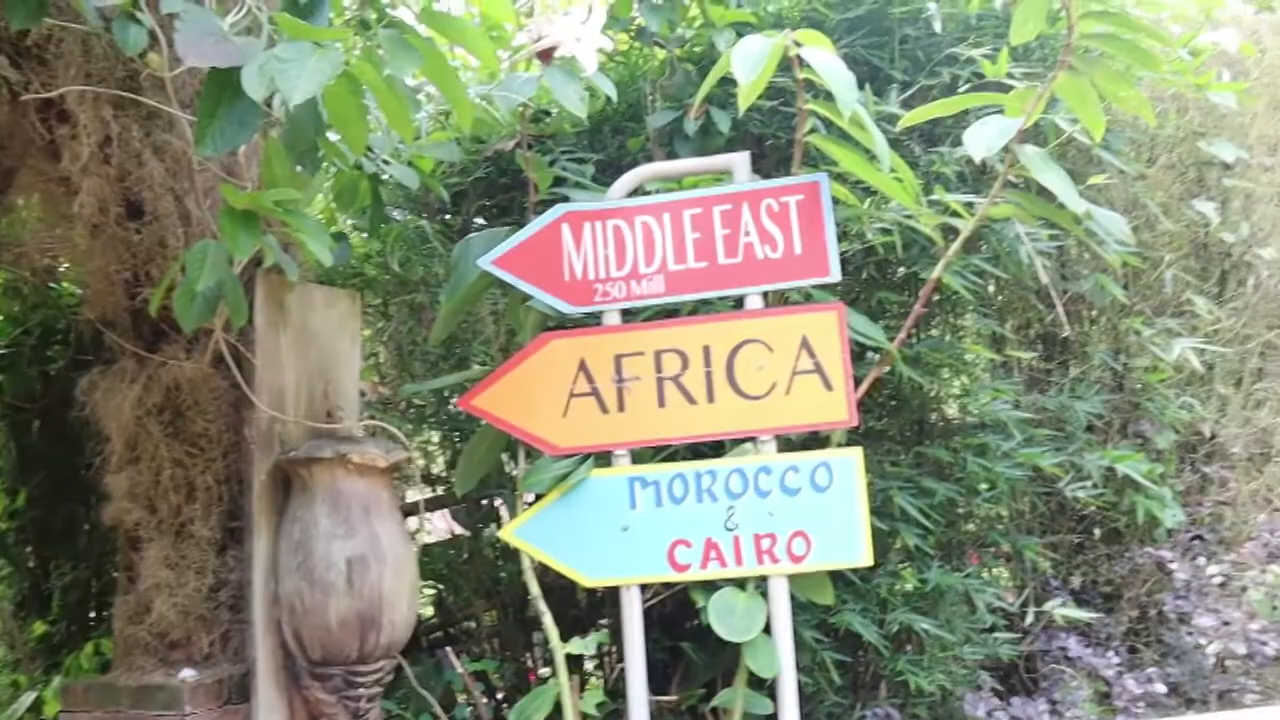 MIDDLE EAST
250 Mill
AFRICA
MOROCCO
&
CAIRO